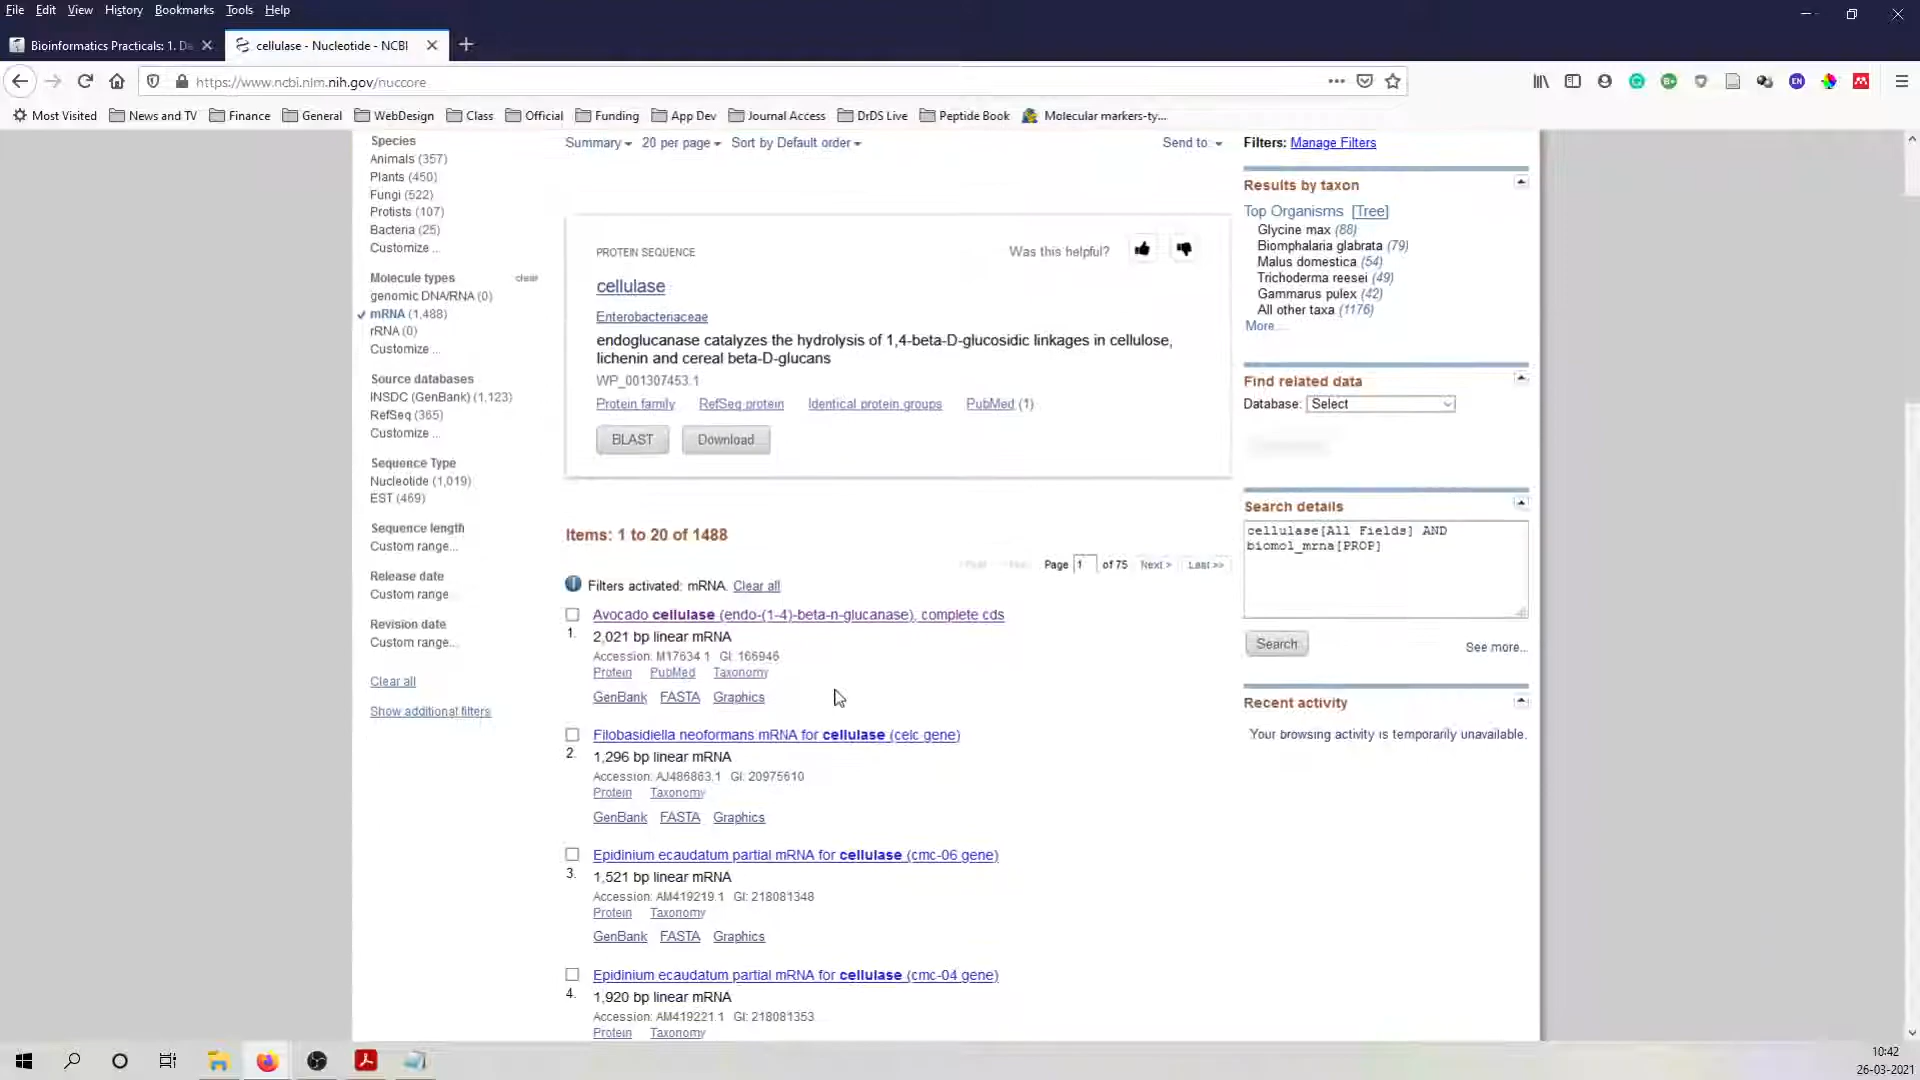 File Edit View History Bookmarks Tools Help
Bioinformatics Practicals: 1. Da
cellulase - Nucleotide - NCBI
https://www.ncbi.nlm.nih.gov/nuccore
Most Visited News and TV Finance General WebDesign Class Official Funding App Dev Journal Access DrDS Live Peptide Book Molecular markers-ty...
Species
Animals (357)
Plants (450)
Fungi (522)
Protists (107)
Bacteria (25)
Customize ...
Molecule types clear
genomic DNA/RNA (0)
mRNA (1,488)
rRNA (0)
Customize ...
Source databases
INSDC (GenBank) (1,123)
RefSeq (365)
Customize ...
Sequence Type
Nucleotide (1,019)
EST (469)
Sequence length
Custom range...
Release date
Custom range
Revision date
Custom range...
Clear all
Show additional filters
Summary 20 per page Sort by Default order Send to:
PROTEIN SEQUENCE Was this helpful?
cellulase
Enterobacteriaceae
endoglucanase catalyzes the hydrolysis of 1,4-beta-D-glucosidic linkages in cellulose,
lichenin and cereal beta-D-glucans
WP_001307453.1
Protein family RefSeq protein Identical protein groups PubMed (1)
BLAST Download
Items: 1 to 20 of 1488
Page 1 of 75 Next > Last >>
Filters activated: mRNA. Clear all
Avocado cellulase (endo-(1-4)-beta-n-glucanase), complete cds
1. 2,021 bp linear mRNA
Accession: M17634.1 GI: 166946
Protein PubMed Taxonomy
GenBank FASTA Graphics
Filobasidiella neoformans mRNA for cellulase (celc gene)
2. 1,296 bp linear mRNA
Accession: AJ486863.1 GI: 20975610
Protein Taxonomy
GenBank FASTA Graphics
Epidinium ecaudatum partial mRNA for cellulase (cmc-06 gene)
3. 1,521 bp linear mRNA
Accession: AM419219.1 GI: 218081348
Protein Taxonomy
GenBank FASTA Graphics
Epidinium ecaudatum partial mRNA for cellulase (cmc-04 gene)
4. 1,920 bp linear mRNA
Accession: AM419221.1 GI: 218081353
Protein Taxonomy
Filters: Manage Filters
Results by taxon
Top Organisms [Tree]
Glycine max (88)
Biomphalaria glabrata (79)
Malus domestica (54)
Trichoderma reesei (49)
Gammarus pulex (42)
All other taxa (1176)
More...
Find related data
Database: Select
Search details
cellulase[All Fields] AND
biomol_mrna[PROP]
Search See more...
Recent activity
Your browsing activity is temporarily unavailable.
10:42
26-03-2021